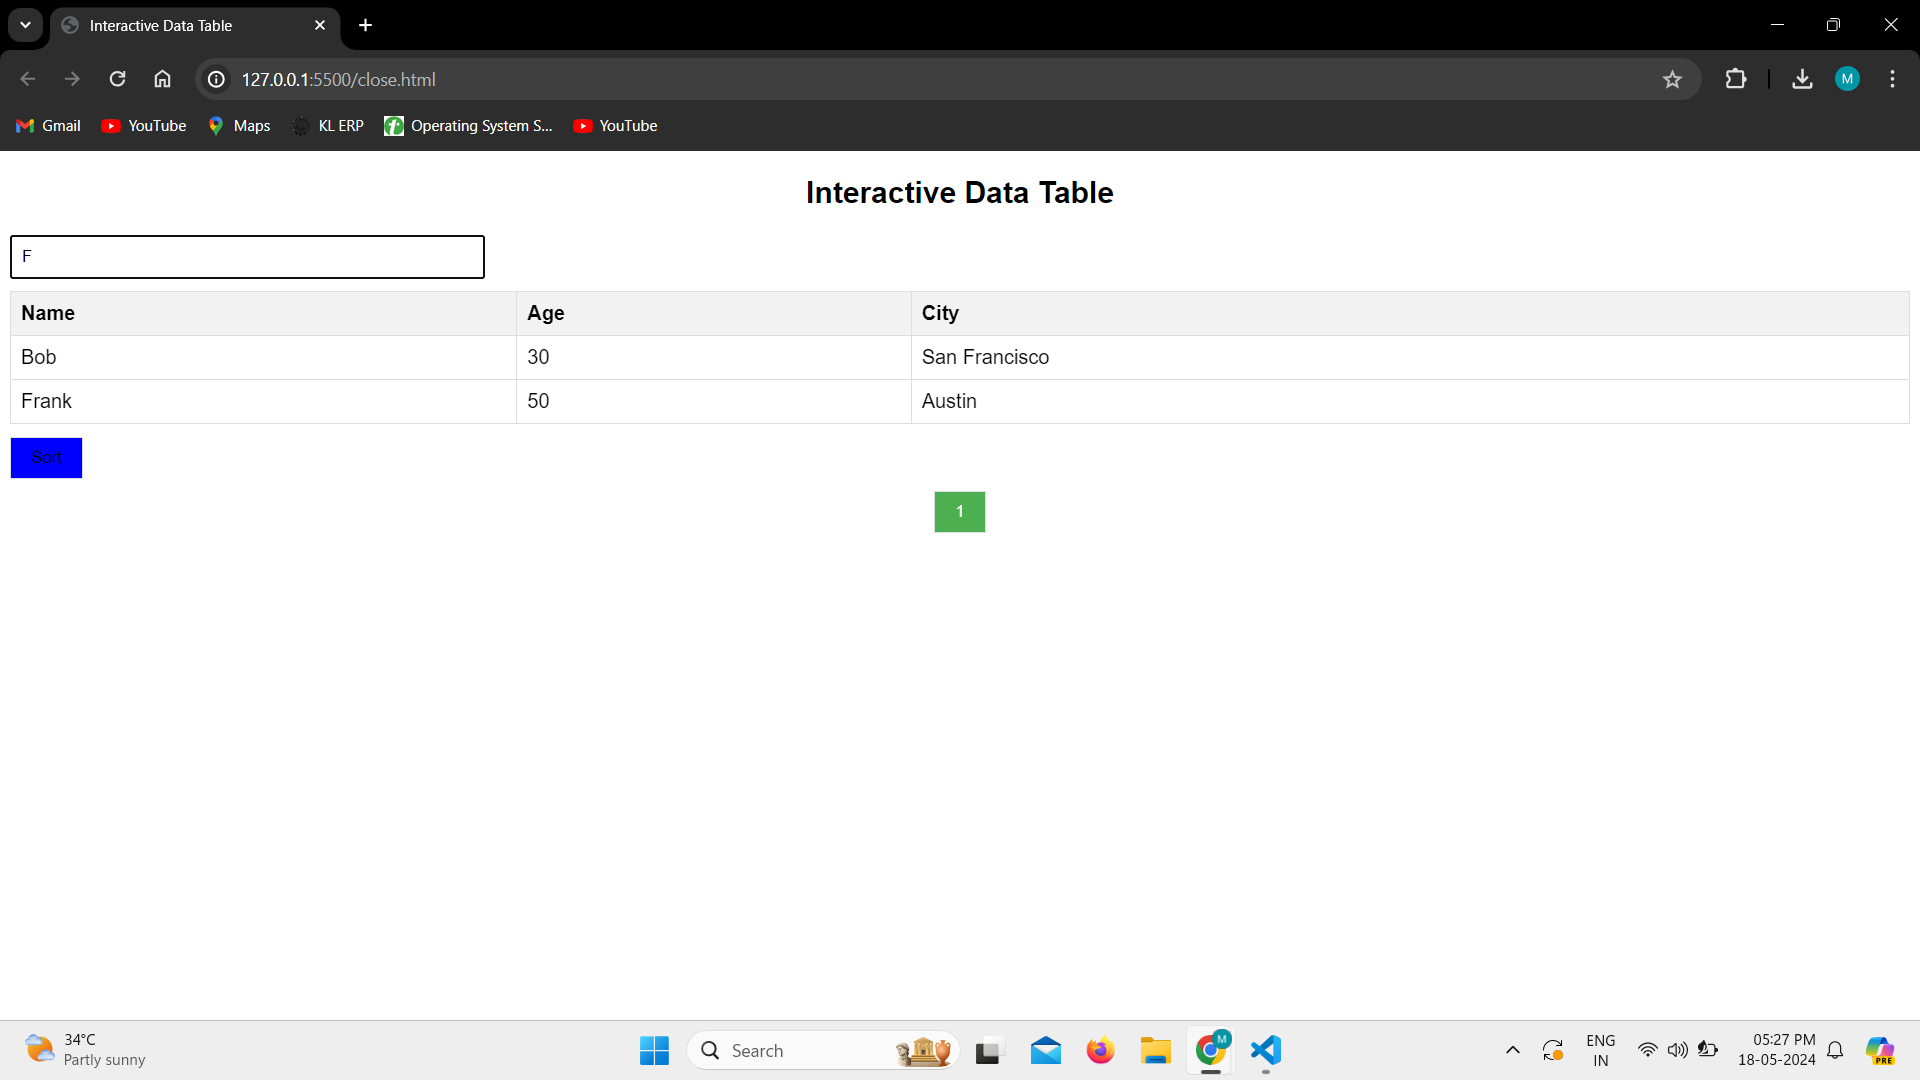 Interactive Data Table
127.0.0.1:5500/close.html
M
Gmail YouTube Maps KL ERP Operating System S... YouTube
Interactive Data Table
F
Name Age City
Bob 30 San Francisco
Frank 50 Austin
Sort
1
34°C
Partly sunny
Search
M
ENG
IN
05:27 PM
18-05-2024
PRE